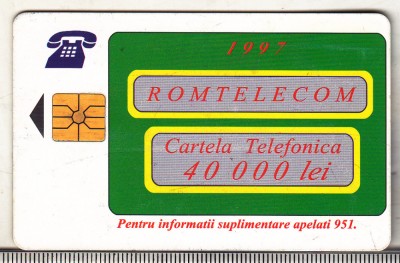 1997
ROMTELECOM
Cartela Telefonica
40 000 lei
Pentru informatii suplimentare apelati 951.